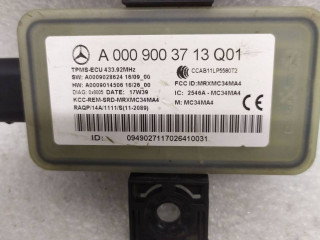 A 000 900 37 13 Q01
TPMS-ECU 433.92MHz
SW: A0009028624 16/09_00
HW: A0009014506 16/26_00
DIAG: 0x0005 DATE: 17W39
KCC-REM-SRD-MRXMC34MA4
RAQP/14A/1111/S(11-2089)
CCAB11LP5590T2
FCC ID: MRXMC34MA4
IC: 2546A - MC34MA4
M: MC34MA4
ID: 0949027117026410031